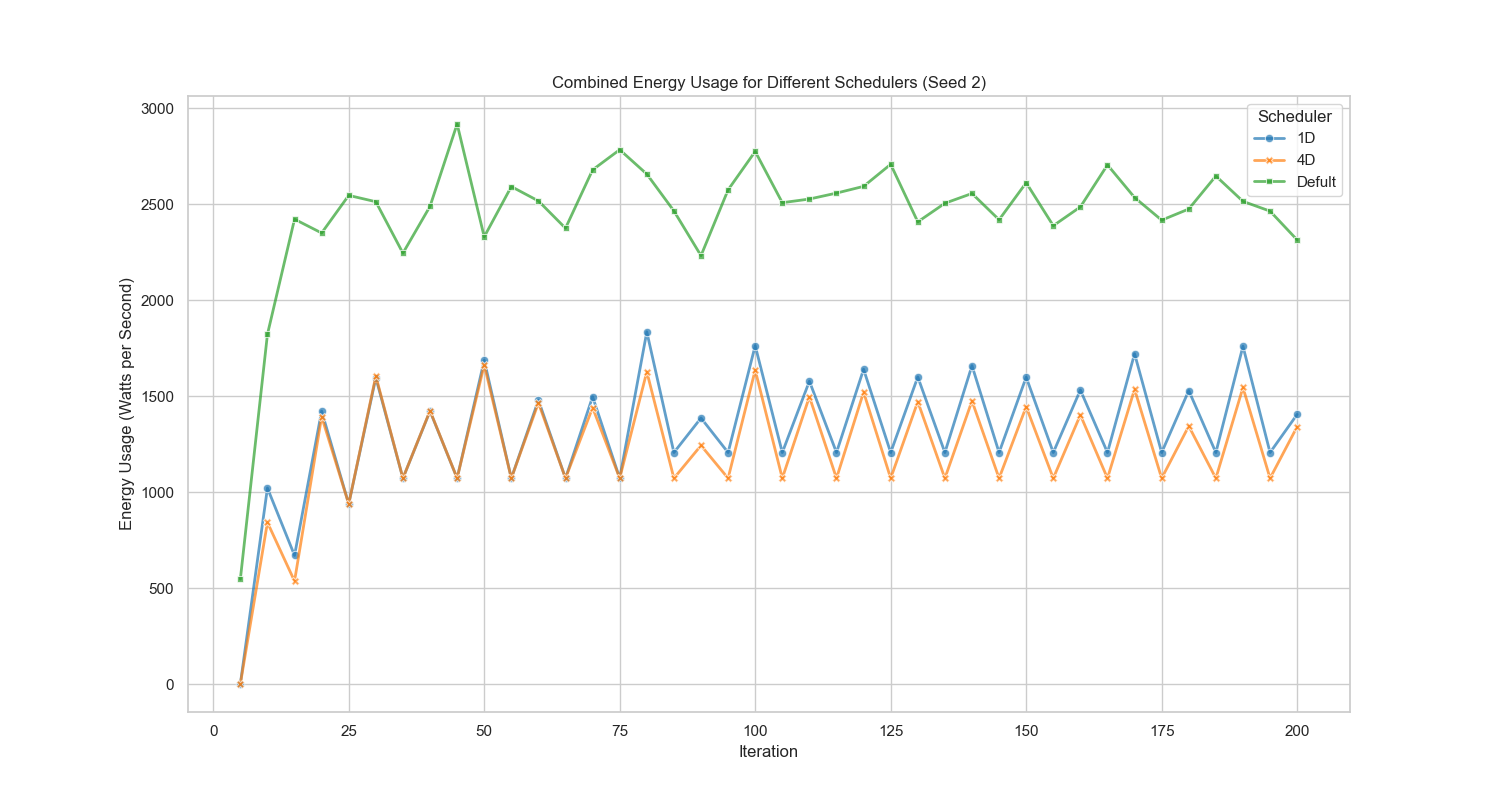 Combined Energy Usage for Different Schedulers (Seed 2)
3000
2500
2000
1500
1000
500
0
Energy Usage (Watts per Second)
Scheduler
1D
4D
Defult
0 25 50 75 100 125 150 175 200
Iteration